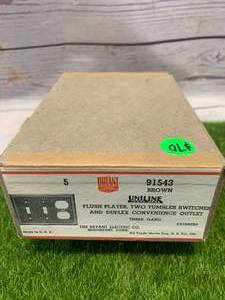 5 BRYANT 91543
BROWN
UNILINE
FLUSH PLATES, TWO TUMBLER SWITCHES
AND DUPLEX CONVENIENCE OUTLET
THREE GANG
PATENTED
MADE IN U.S.A.
THE BRYANT ELECTRIC CO.
BRIDGEPORT, CONN.